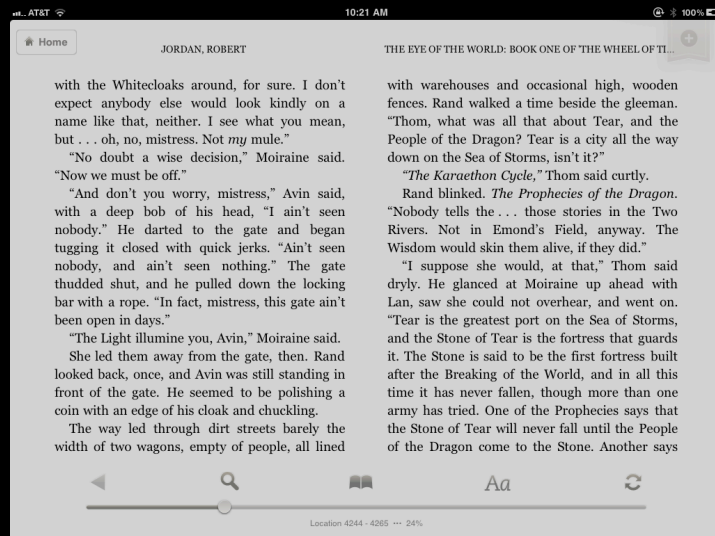 AT&T
10:21 AM
100%
Home
JORDAN, ROBERT
THE EYE OF THE WORLD: BOOK ONE OF 'THE WHEEL OF TI...
with the Whitecloaks around, for sure. I don’t
expect anybody else would look kindly on a
name like that, neither. I see what you mean,
but . . . oh, no, mistress. Not my mule.”
“No doubt a wise decision,” Moiraine said.
“Now we must be off.”
“And don’t you worry, mistress,” Avin said,
with a deep bob of his head, “I ain’t seen
nobody.” He darted to the gate and began
tugging it closed with quick jerks. “Ain’t seen
nobody, and ain’t seen nothing.” The gate
thudded shut, and he pulled down the locking
bar with a rope. “In fact, mistress, this gate ain’t
been open in days.”
“The Light illumine you, Avin,” Moiraine said.
She led them away from the gate, then. Rand
looked back, once, and Avin was still standing in
front of the gate. He seemed to be polishing a
coin with an edge of his cloak and chuckling.
The way led through dirt streets barely the
width of two wagons, empty of people, all lined
with warehouses and occasional high, wooden
fences. Rand walked a time beside the gleeman.
“Thom, what was all that about Tear, and the
People of the Dragon? Tear is a city all the way
down on the Sea of Storms, isn’t it?”
“The Karaethon Cycle,” Thom said curtly.
Rand blinked. The Prophecies of the Dragon.
“Nobody tells the . . . those stories in the Two
Rivers. Not in Emond’s Field, anyway. The
Wisdom would skin them alive, if they did.”
“I suppose she would, at that,” Thom said
dryly. He glanced at Moiraine up ahead with
Lan, saw she could not overhear, and went on.
“Tear is the greatest port on the Sea of Storms,
and the Stone of Tear is the fortress that guards
it. The Stone is said to be the first fortress built
after the Breaking of the World, and in all this
time it has never fallen, though more than one
army has tried. One of the Prophecies says that
the Stone of Tear will never fall until the People
of the Dragon come to the Stone. Another says
Aa
Location 4244 - 4265 ••• 24%